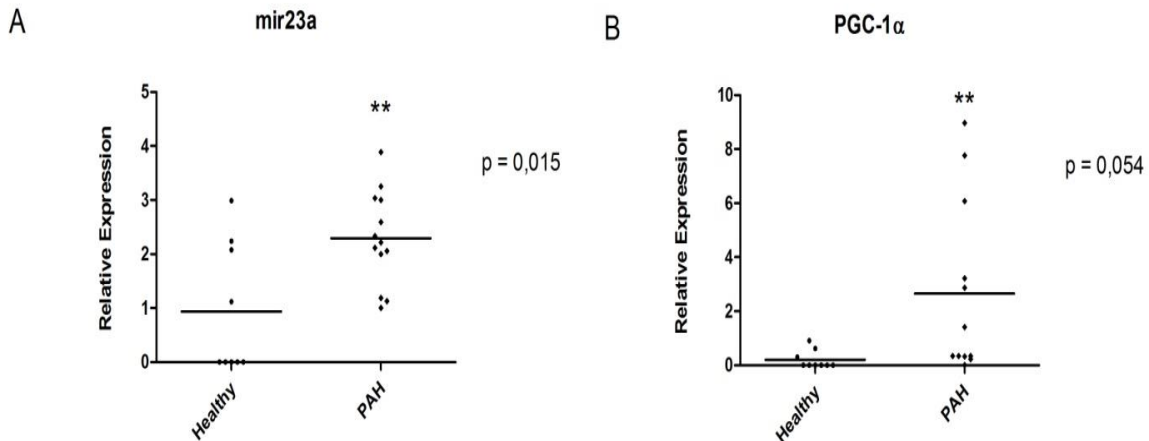 A
mir23a
Relative Expression
5
4
3
2
1
0
**
p = 0,015
Healthy
PAH
B
PGC-1α
Relative Expression
10
8
6
4
2
0
**
p = 0,054
Healthy
PAH